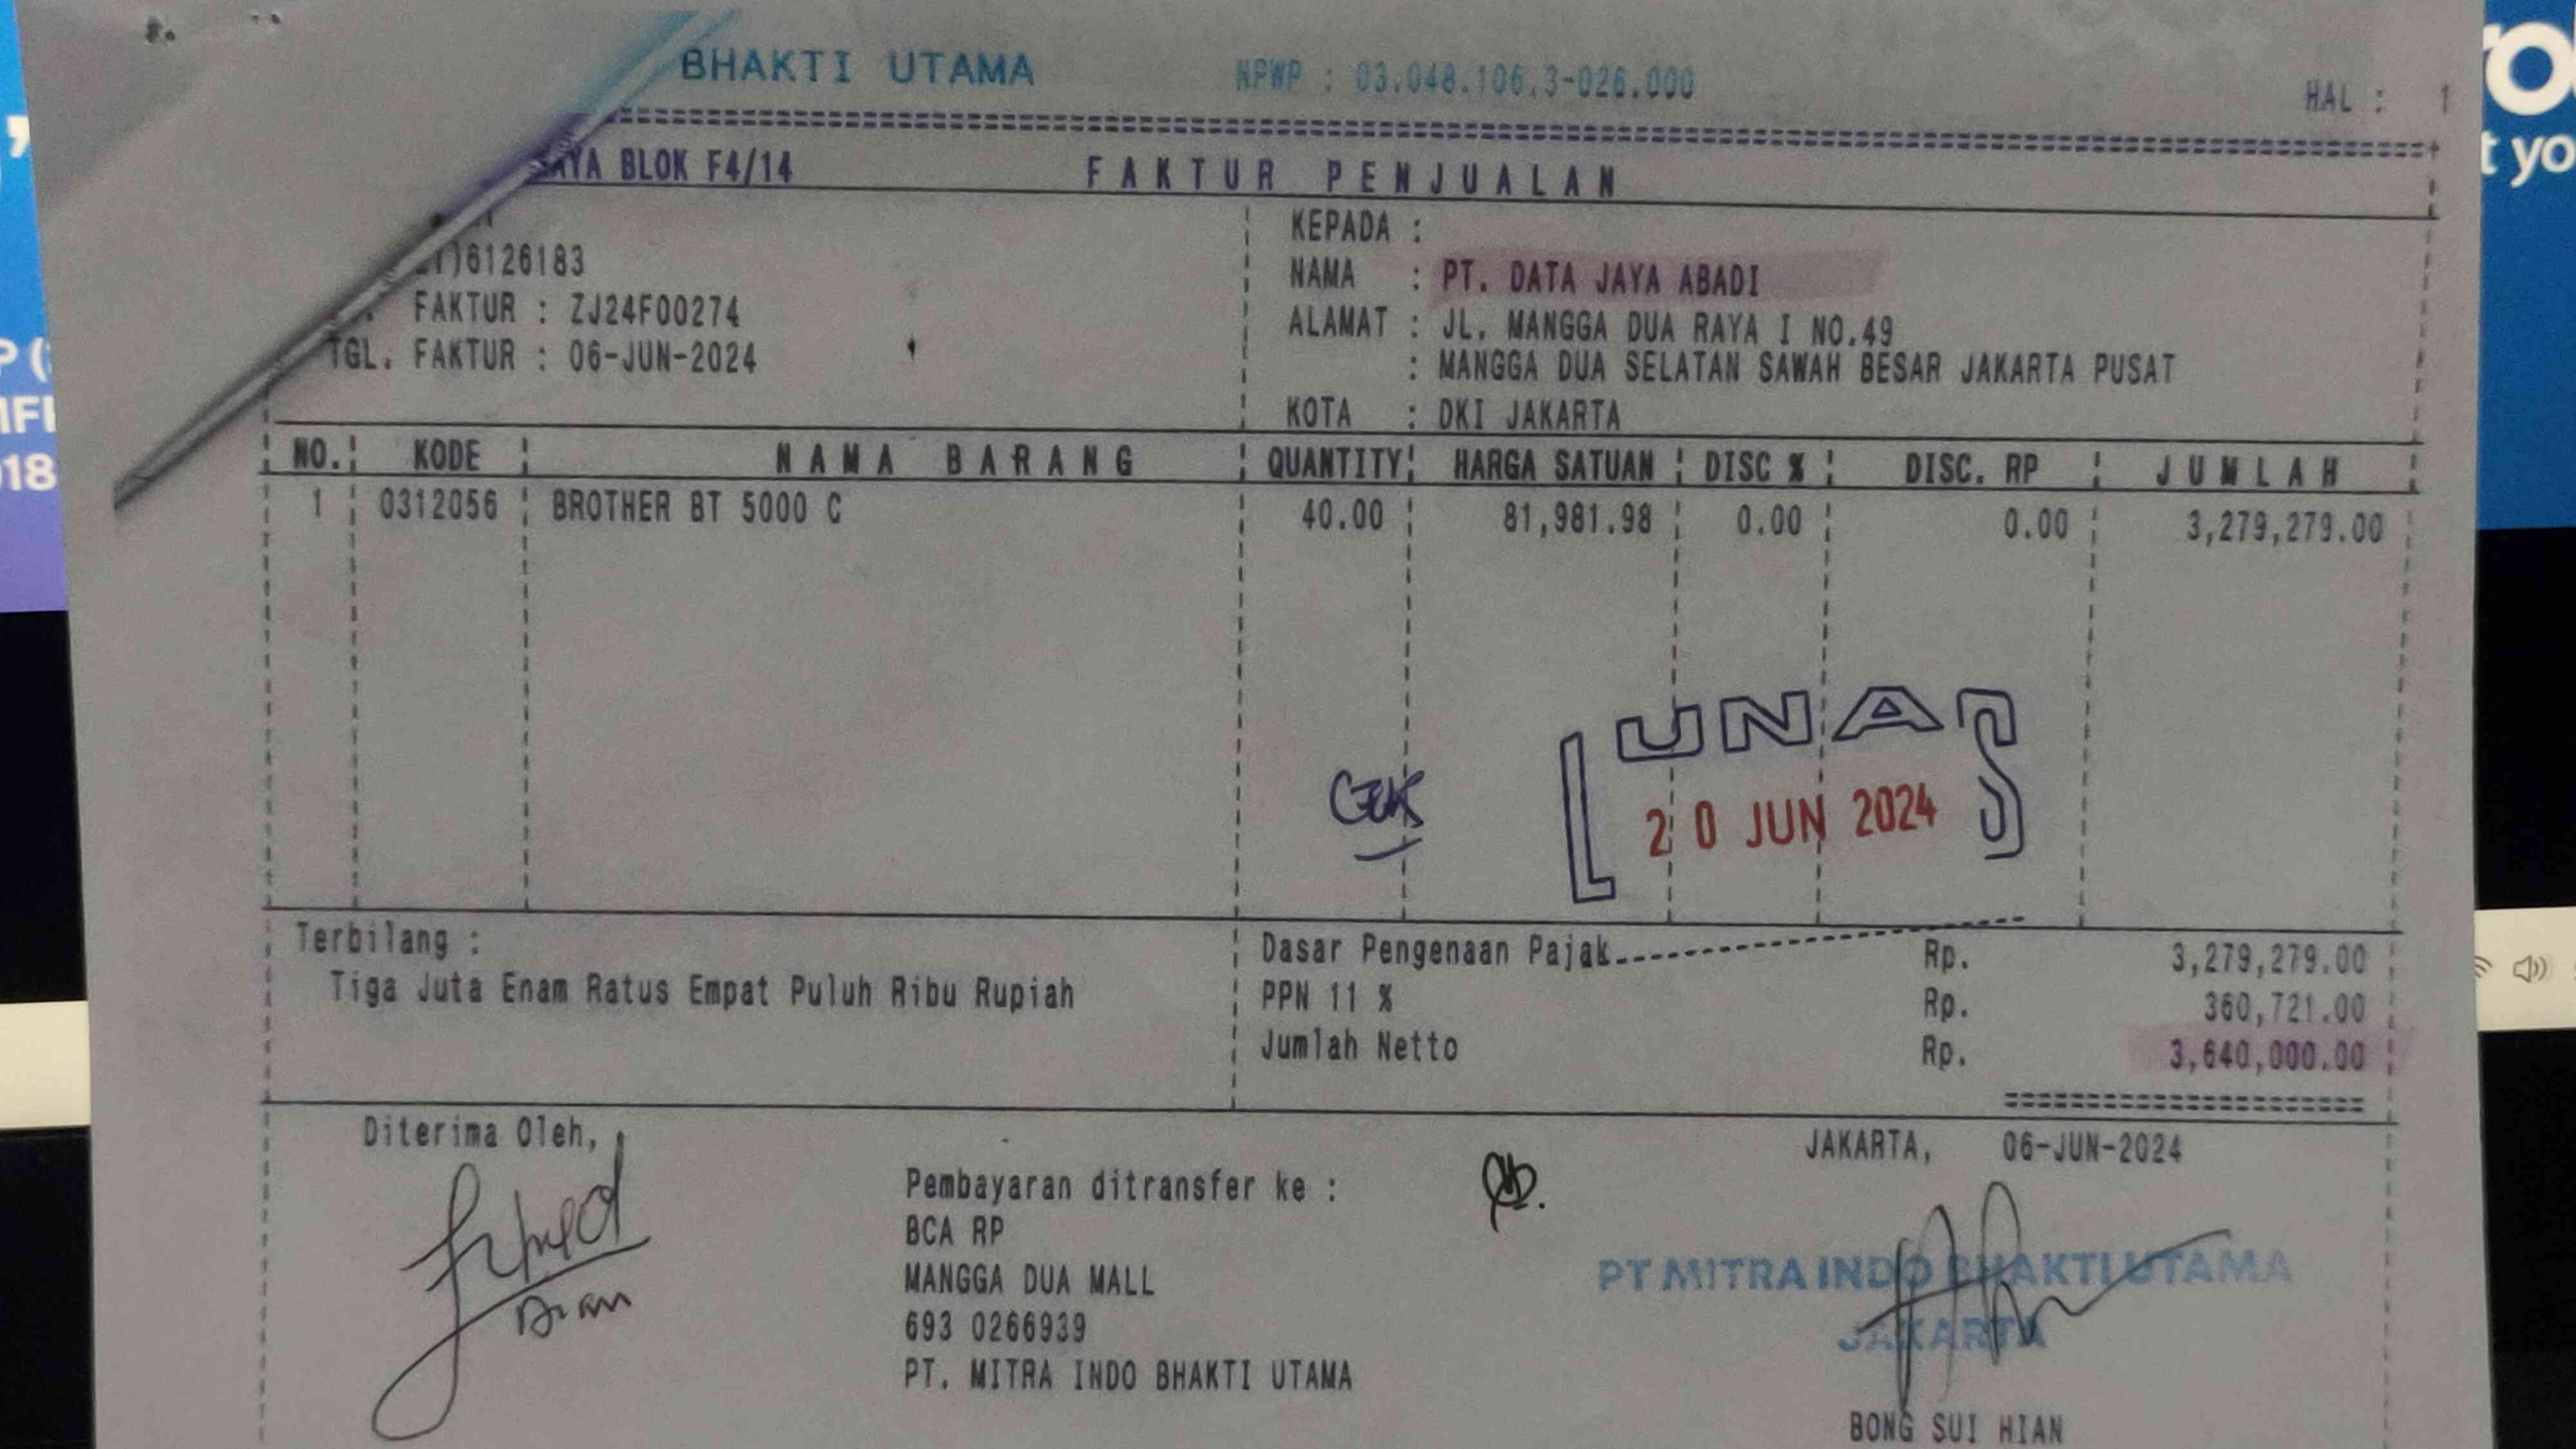 BHAKTI UTAMA NPWP : 03.048.106.3-026.000 HAL : 1
BLOK F4/14 FAKTUR PENJUALAN
)6126183
FAKTUR : ZJ24F00274
TGL. FAKTUR : 06-JUN-2024
KEPADA :
NAMA : PT. DATA JAYA ABADI
ALAMAT : JL. MANGGA DUA RAYA I NO.49
: MANGGA DUA SELATAN SAWAH BESAR JAKARTA PUSAT
KOTA : DKI JAKARTA
NO. KODE NAMA BARANG QUANTITY HARGA SATUAN DISC % DISC. RP JUMLAH
1 0312056 BROTHER BT 5000 C 40.00 81,981.98 0.00 0.00 3,279,279.00
LUNAS
20 JUN 2024
CEK
Terbilang :
Tiga Juta Enam Ratus Empat Puluh Ribu Rupiah
Dasar Pengenaan Pajak Rp. 3,279,279.00
PPN 11 % Rp. 360,721.00
Jumlah Netto Rp. 3,640,000.00
Diterima Oleh,
Dian
Pembayaran ditransfer ke :
BCA RP
MANGGA DUA MALL
693 0266939
PT. MITRA INDO BHAKTI UTAMA
JAKARTA, 06-JUN-2024
PT MITRA INDO BHAKTI UTAMA
JAKARTA
BONG SUI HIAN